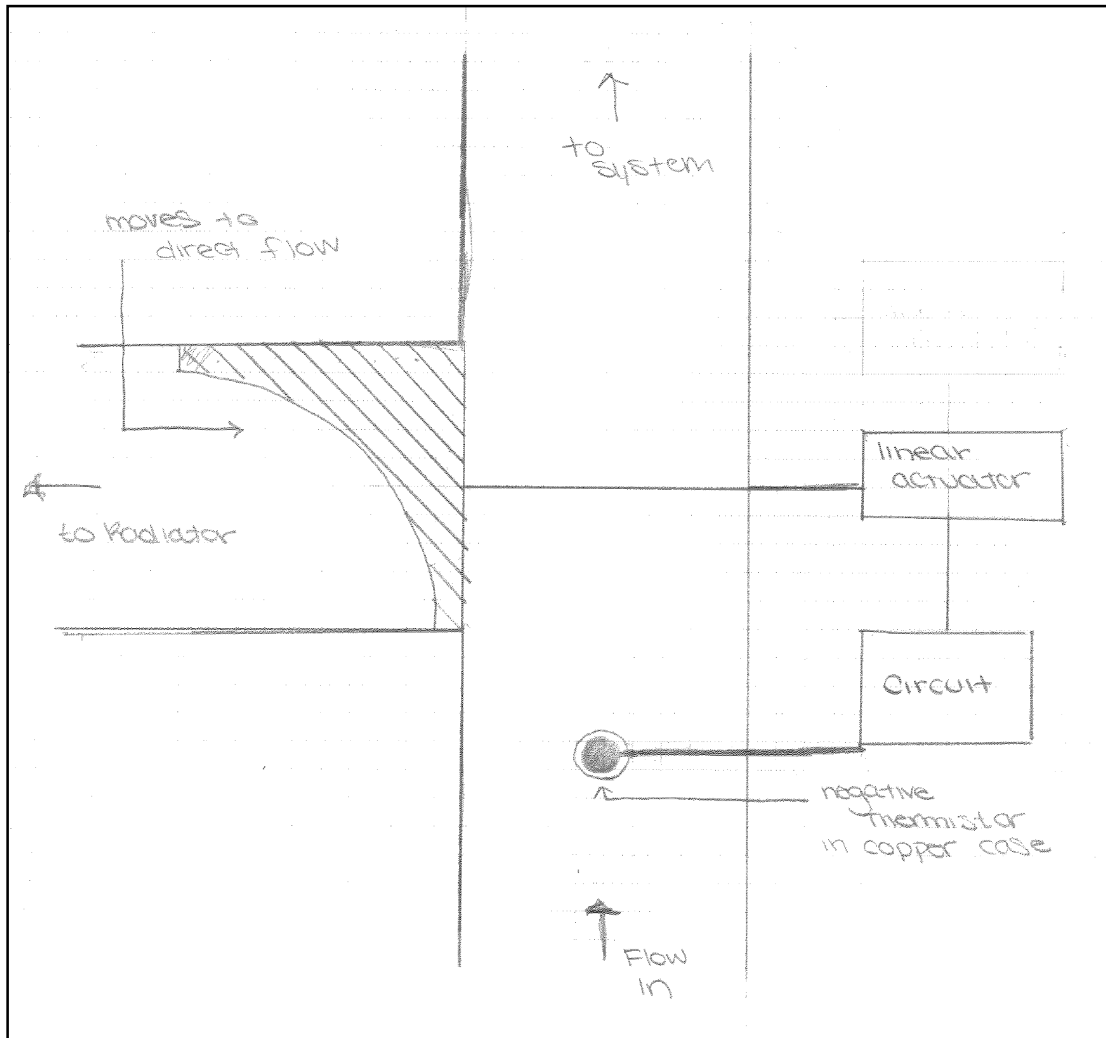 to
system
moves to
direct flow
linear
actuator
to Radiator
circuit
negative
thermistor
in copper case
Flow
in